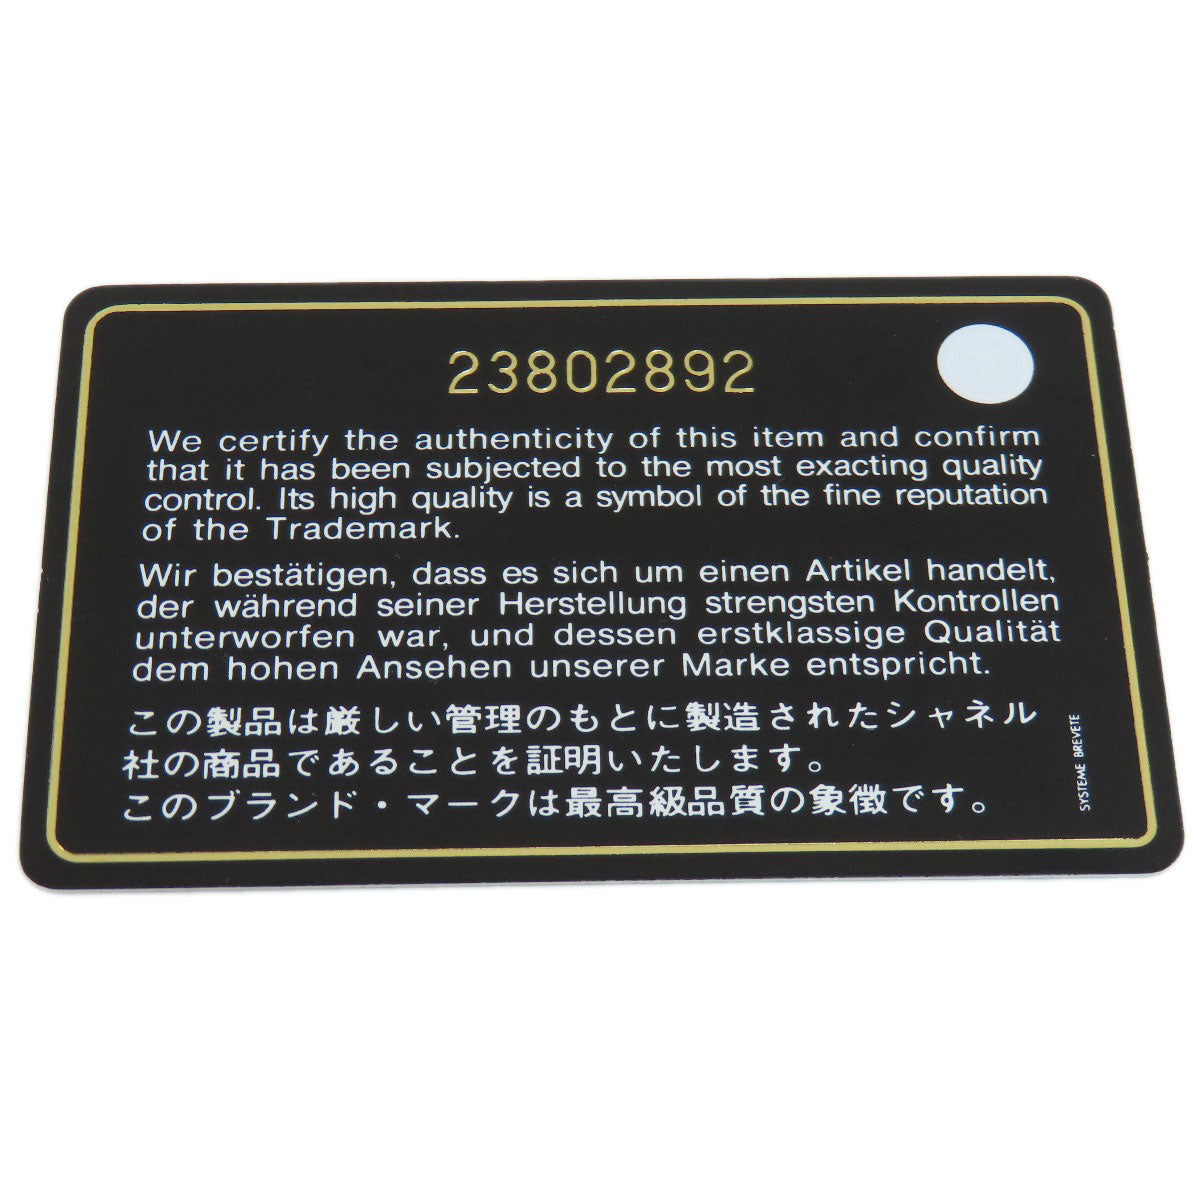 23802892
We certify the authenticity of this item and confirm
that it has been subjected to the most exacting quality
control. Its high quality is a symbol of the fine reputation
of the Trademark.
Wir bestätigen, dass es sich um einen Artikel handelt,
der während seiner Herstellung strengsten Kontrollen
unterworfen war, und dessen erstklassige Qualität
dem hohen Ansehen unserer Marke entspricht.
この製品は厳しい管理のもとに製造されたシャネル
社の商品であることを証明いたします。
このブランド・マークは最高級品質の象徴です。
SYSTEME BREVETE